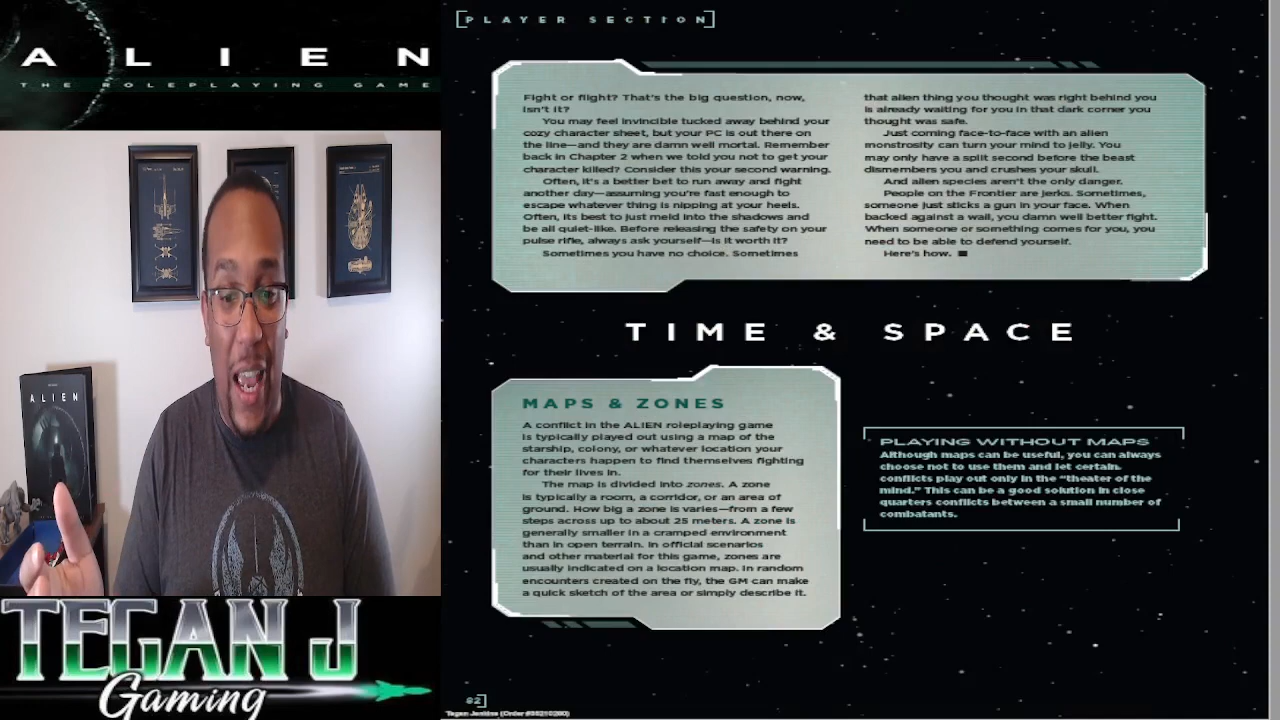 ALIEN
THE ROLEPLAYING GAME
ALIEN
TEGAN J
Gaming
[PLAYER SECTION]
Fight or flight? That's the big question, now,
isn't it?
You may feel invincible tucked away behind your
cozy character sheet, but your PC is out there on
the line—and they are damn well mortal. Remember
back in Chapter 2 when we told you not to get your
character killed? Consider this your second warning.
Often, it's a better bet to run away and fight
another day—assuming you're fast enough to
escape whatever thing is nipping at your heels.
Often, its best to just meld into the shadows and
be all quiet-like. Before releasing the safety on your
pulse rifle, always ask yourself—is it worth it?
Sometimes you have no choice. Sometimes
that alien thing you thought was right behind you
is already waiting for you in that dark corner you
thought was safe.
Just coming face-to-face with an alien
monstrosity can turn your mind to jelly. You
may only have a split second before the beast
dismembers you and crushes your skull.
And alien species aren't the only danger.
People on the Frontier are jerks. Sometimes,
someone just sticks a gun in your face. When
backed against a wall, you damn well better fight.
When someone or something comes for you, you
need to be able to defend yourself.
Here's how.
TIME & SPACE
MAPS & ZONES
A conflict in the ALIEN roleplaying game
is typically played out using a map of the
starship, colony, or whatever location your
characters happen to find themselves fighting
for their lives in.
The map is divided into zones. A zone
is typically a room, a corridor, or an area of
ground. How big a zone is varies—from a few
steps across up to about 25 meters. A zone is
generally smaller in a cramped environment
than in open terrain. In official scenarios
and other material for this game, zones are
usually indicated on a location map. In random
encounters created on the fly, the GM can make
a quick sketch of the area or simply describe it.
PLAYING WITHOUT MAPS
Although maps can be useful, you can always
choose not to use them and let certain
conflicts play out only in the "theater of the
mind." This can be a good solution in close
quarters conflicts between a small number of
combatants.
82]